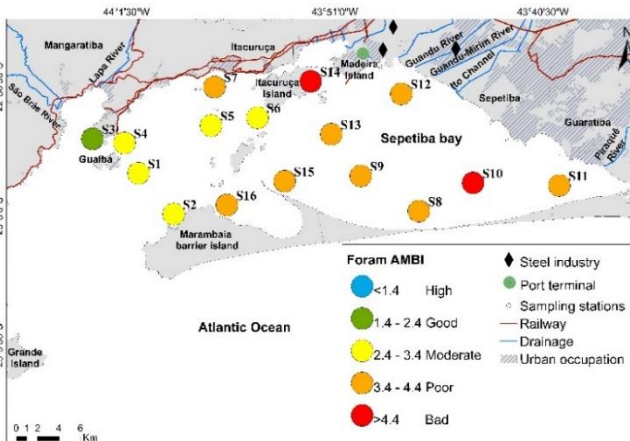 44°1'30"W
43°51'0"W
43°40'30"W
N
Mangaratiba
Lapa River
São Brás River
Itacuruça
Itacuruça
Island
Madeira
Island
Guandu River
Guandu-Mirim River
Ito Channel
Sepetiba
Guaratiba
Piraquê
River
Sepetiba bay
Guaíba
S7
S14
S12
S3
S4
S5
S6
S13
S1
S15
S9
S10
S11
S2
S16
S8
Marambaia
barrier island
Atlantic Ocean
Grande
Island
Foram AMBI
<1.4 High
1.4 - 2.4 Good
2.4 - 3.4 Moderate
3.4 - 4.4 Poor
>4.4 Bad
Steel industry
Port terminal
Sampling stations
Railway
Drainage
Urban occupation
0 1 2 4 6
Km